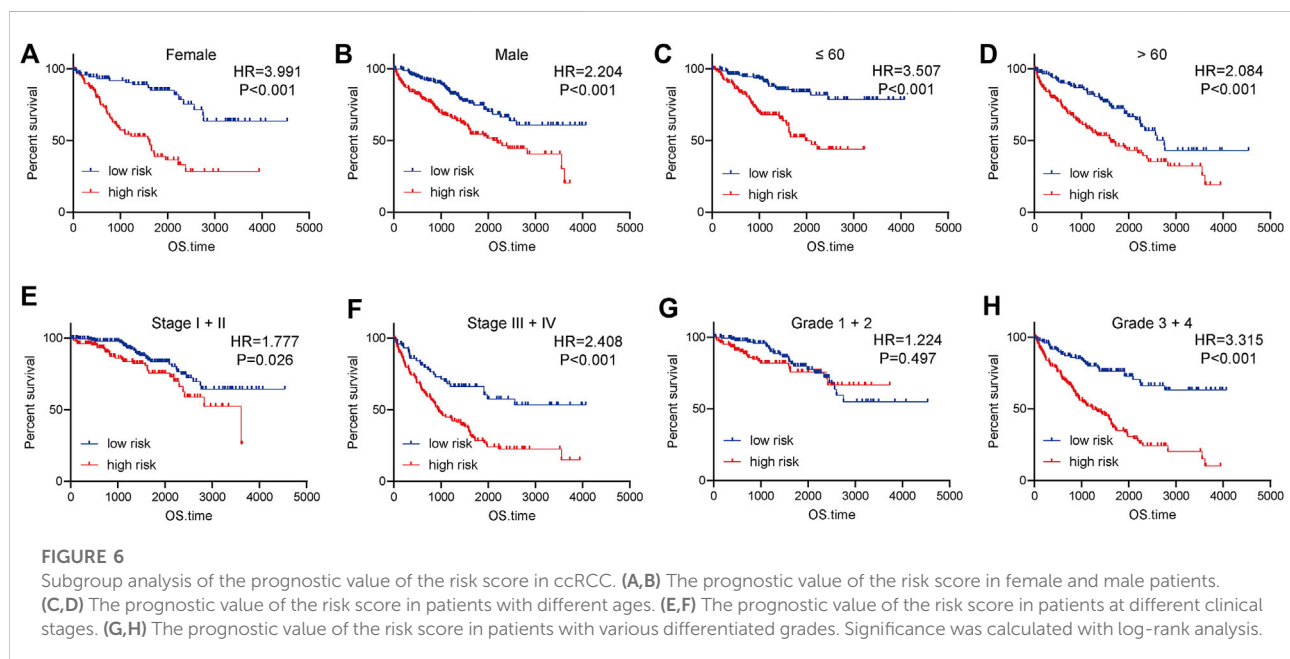 A
Female
HR=3.991
P<0.001
Percent survival
100
50
0
low risk
high risk
0 1000 2000 3000 4000 5000
OS.time
B
Male
HR=2.204
P<0.001
Percent survival
100
50
0
low risk
high risk
0 1000 2000 3000 4000 5000
OS.time
C
≤ 60
HR=3.507
P<0.001
Percent survival
100
50
0
low risk
high risk
0 1000 2000 3000 4000 5000
OS.time
D
> 60
HR=2.084
P<0.001
Percent survival
100
50
0
low risk
high risk
0 1000 2000 3000 4000 5000
OS.time
E
Stage I + II
HR=1.777
P=0.026
Percent survival
100
50
0
low risk
high risk
0 1000 2000 3000 4000 5000
OS.time
F
Stage III + IV
HR=2.408
P<0.001
Percent survival
100
50
0
low risk
high risk
0 1000 2000 3000 4000 5000
OS.time
G
Grade 1 + 2
HR=1.224
P=0.497
Percent survival
100
50
0
low risk
high risk
0 1000 2000 3000 4000 5000
OS.time
H
Grade 3 + 4
HR=3.315
P<0.001
Percent survival
100
50
0
low risk
high risk
0 1000 2000 3000 4000 5000
OS.time
FIGURE 6
Subgroup analysis of the prognostic value of the risk score in ccRCC. (A,B) The prognostic value of the risk score in female and male patients.
(C,D) The prognostic value of the risk score in patients with different ages. (E,F) The prognostic value of the risk score in patients at different clinical
stages. (G,H) The prognostic value of the risk score in patients with various differentiated grades. Significance was calculated with log-rank analysis.